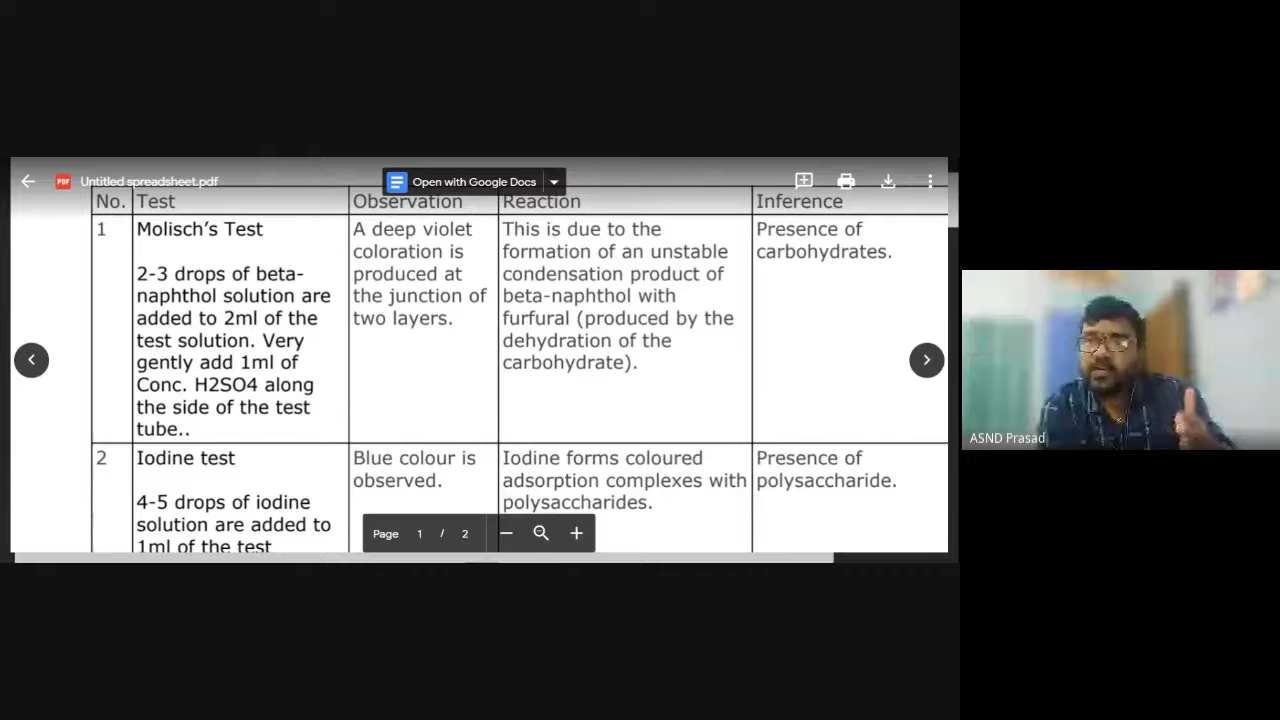 Untitled spreadsheet.pdf
Open with Google Docs
No. Test Observation Reaction Inference
1 Molisch's Test
2-3 drops of beta-
naphthol solution are
added to 2ml of the
test solution. Very
gently add 1ml of
Conc. H2SO4 along
the side of the test
tube..
A deep violet
coloration is
produced at
the junction of
two layers.
This is due to the
formation of an unstable
condensation product of
beta-naphthol with
furfural (produced by the
dehydration of the
carbohydrate).
Presence of
carbohydrates.
2 Iodine test
4-5 drops of iodine
solution are added to
1ml of the test
Blue colour is
observed.
Iodine forms coloured
adsorption complexes with
polysaccharides.
Presence of
polysaccharide.
Page 1 / 2
ASND Prasad